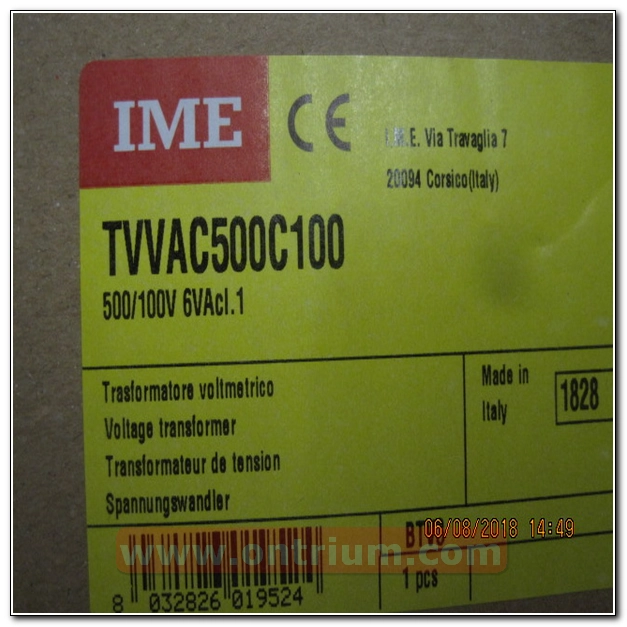 IME CE
I.M.E. Via Travaglia 7
20094 Corsico(Italy)
TVVAC500C100
500/100V 6VAcl.1
Trasformatore voltmetrico
Voltage transformer
Transformateur de tension
Spannungswandler
Made in
Italy
1828
06/08/2018 14:49
www.ontrium.com
1 pcs
8 032826 019524